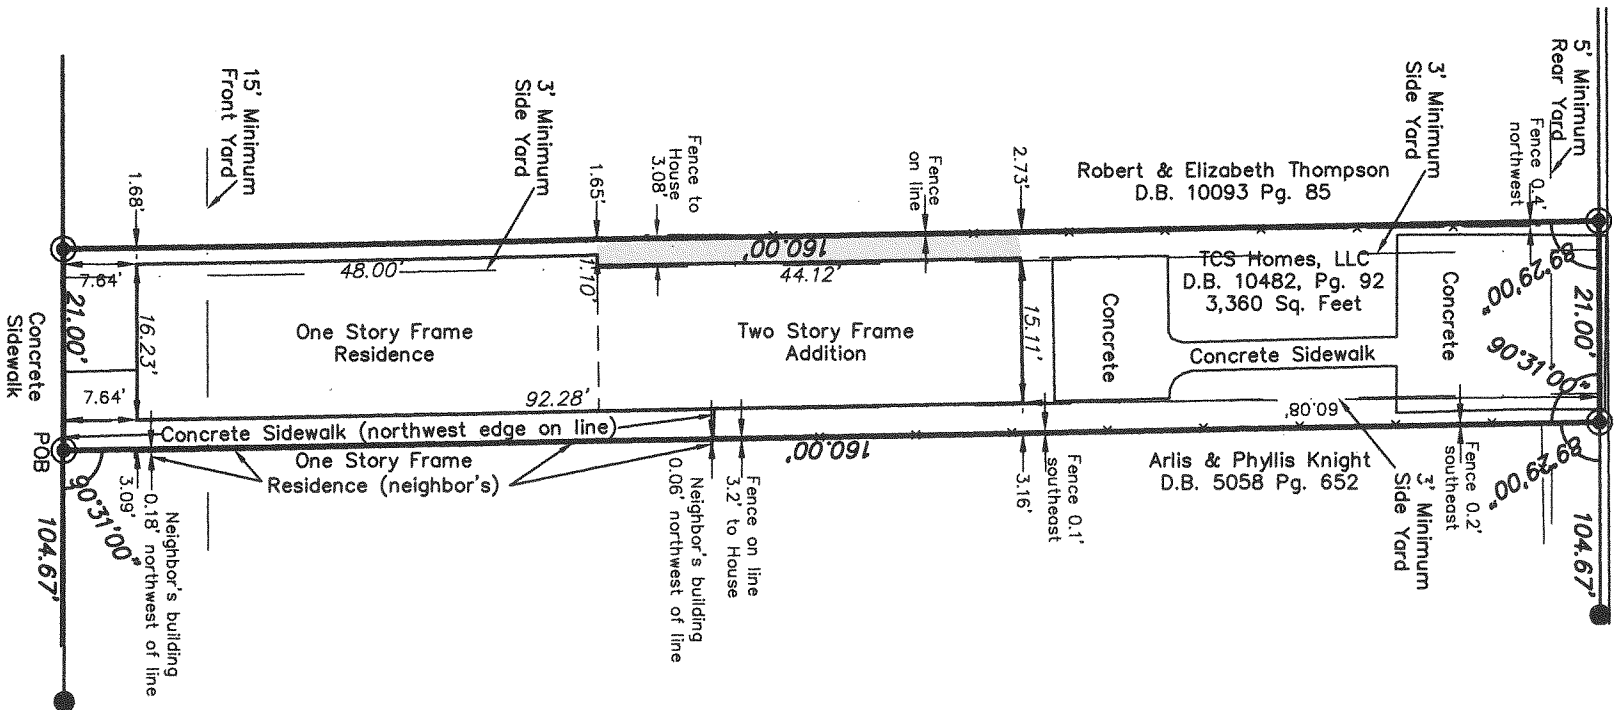 15' Minimum
Front Yard
3' Minimum
Side Yard
Fence to
House
3.08'
Fence
on line
Robert & Elizabeth Thompson
D.B. 10093 Pg. 85
3' Minimum
Side Yard
Fence 0.4'
northwest
5' Minimum
Rear Yard
1.68'
1.65'
2.73'
160.00'
89°29'00"
7.64'
48.00'
1.10'
44.12'
TCS Homes, LLC
D.B. 10482, Pg. 92
3,360 Sq. Feet
21.00'
16.23'
One Story Frame
Residence
Two Story Frame
Addition
15.11'
Concrete
Concrete Sidewalk
Concrete
21.00'
90°31'00"
Concrete
Sidewalk
7.64'
92.28'
60.08'
Concrete Sidewalk (northwest edge on line)
POB
One Story Frame
Residence (neighbor's)
160.00'
Arlis & Phyllis Knight
D.B. 5058 Pg. 652
90°31'00"
3.09'
Neighbor's building
0.18' northwest of line
Neighbor's building
0.06' northwest of line
Fence on line
3.2' to House
3.16'
Fence 0.1'
southeast
3' Minimum
Side Yard
Fence 0.2'
southeast
89°29'00"
104.67'
104.67'